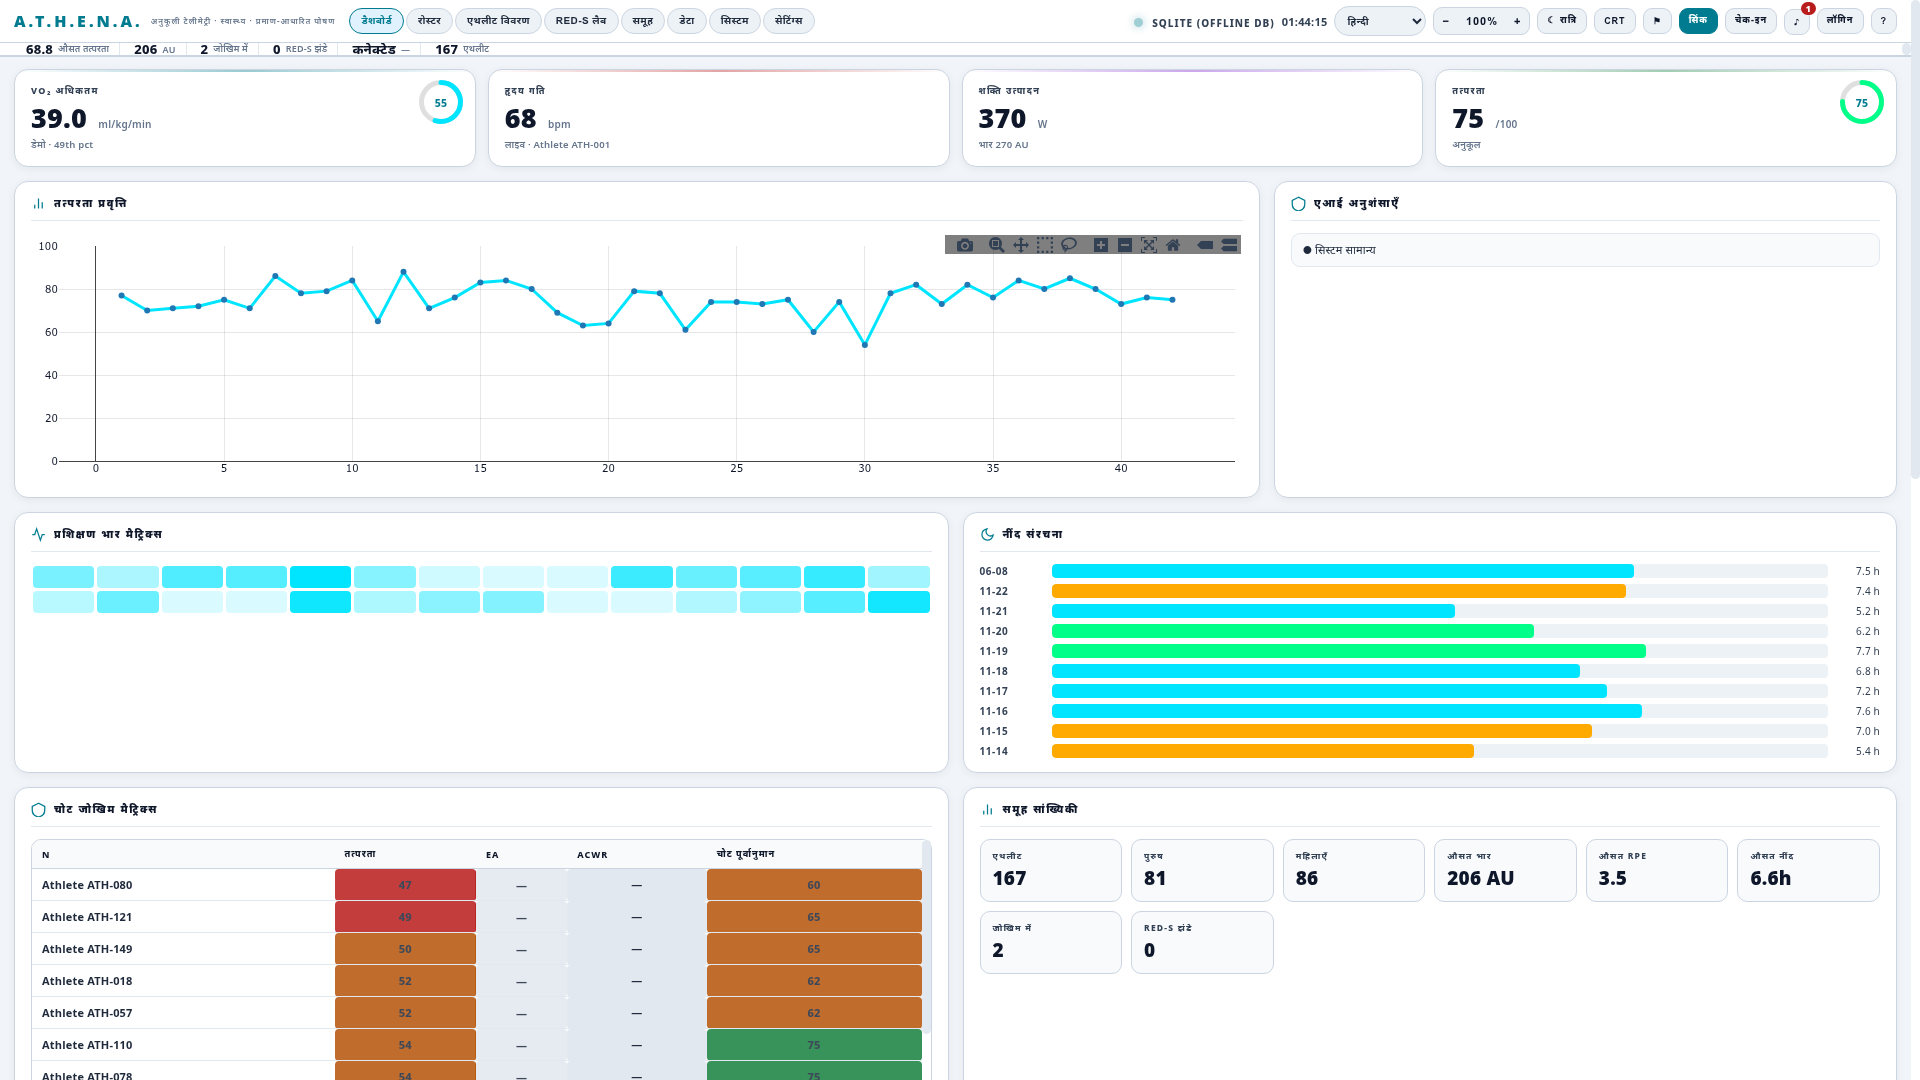 A.T.H.E.N.A. अनुकूली टेलीमेट्री · स्वास्थ्य · प्रमाण-आधारित पोषण डैशबोर्ड रोस्टर एथलीट विवरण RED-S लैब समूह डेटा सिस्टम सेटिंग्स SQLITE (OFFLINE DB) 01:44:15 हिन्दी − 100% + ☾ रात्रि CRT ⚑ सिंक चेक-इन ♪ 1 लॉगिन ?
68.8 औसत तत्परता 206 AU 2 जोखिम में 0 RED-S झंडे कनेक्टेड — 167 एथलीट
VO₂ अधिकतम
39.0 ml/kg/min
डेमो · 49th pct
55
हृदय गति
68 bpm
लाइव · Athlete ATH-001
शक्ति उत्पादन
370 W
भार 270 AU
तत्परता
75 /100
अनुकूल
75
तत्परता प्रवृत्ति
100
80
60
40
20
0
0 5 10 15 20 25 30 35 40
एआई अनुशंसाएँ
● सिस्टम सामान्य
प्रशिक्षण भार मैट्रिक्स
नींद संरचना
06-08 7.5 h
11-22 7.4 h
11-21 5.2 h
11-20 6.2 h
11-19 7.7 h
11-18 6.8 h
11-17 7.2 h
11-16 7.6 h
11-15 7.0 h
11-14 5.4 h
चोट जोखिम मैट्रिक्स
N तत्परता EA ACWR चोट पूर्वानुमान
Athlete ATH-080 47 — — 60
Athlete ATH-121 49 — — 65
Athlete ATH-149 50 — — 65
Athlete ATH-018 52 — — 62
Athlete ATH-057 52 — — 62
Athlete ATH-110 54 — — 75
Athlete ATH-078 54 — — 75
समूह सांख्यिकी
एथलीट पुरुष महिलाएँ औसत भार औसत RPE औसत नींद
167 81 86 206 AU 3.5 6.6h
जोखिम में RED-S झंडे
2 0